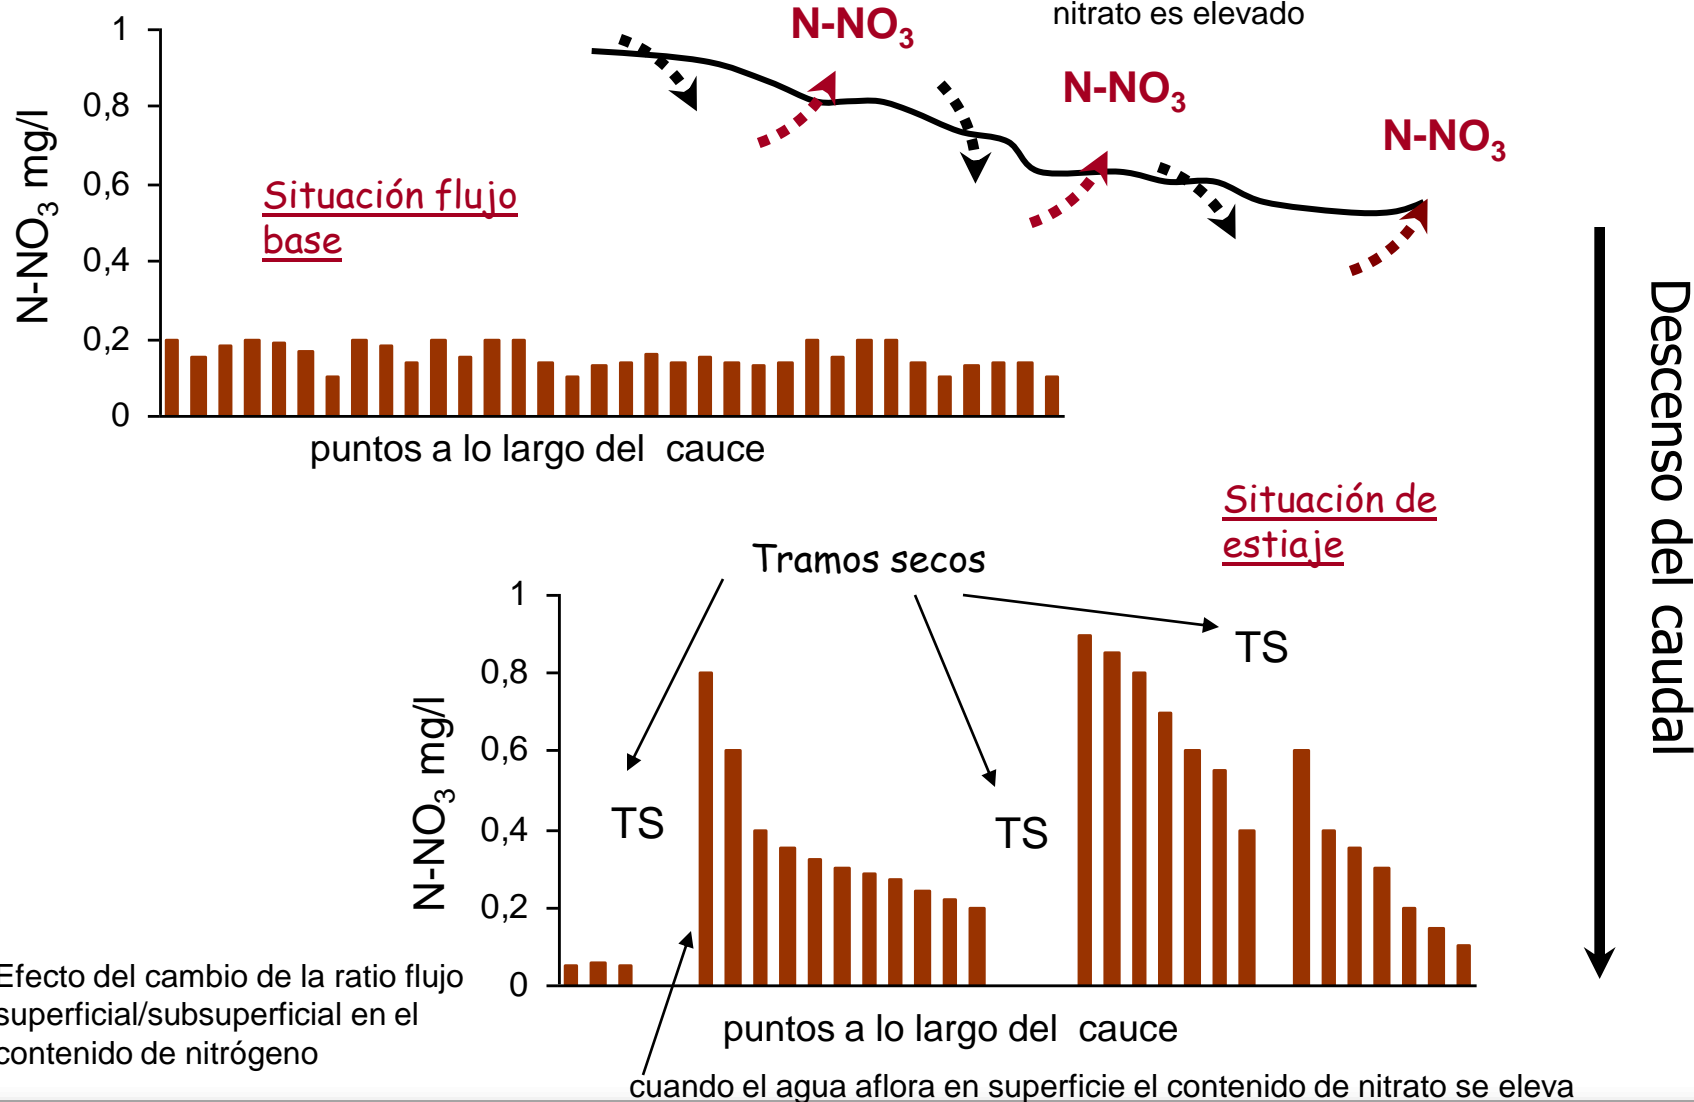 nitrato es elevado
N-NO3
N-NO3
N-NO3
N-NO3 mg/l
1
0,8
0,6
0,4
0,2
0
Situación flujo
base
puntos a lo largo del cauce
Descenso del caudal
Situación de
estiaje
Tramos secos
N-NO3 mg/l
1
0,8
0,6
0,4
0,2
0
TS
TS
TS
puntos a lo largo del cauce
Efecto del cambio de la ratio flujo
superficial/subsuperficial en el
contenido de nitrógeno
cuando el agua aflora en superficie el contenido de nitrato se eleva